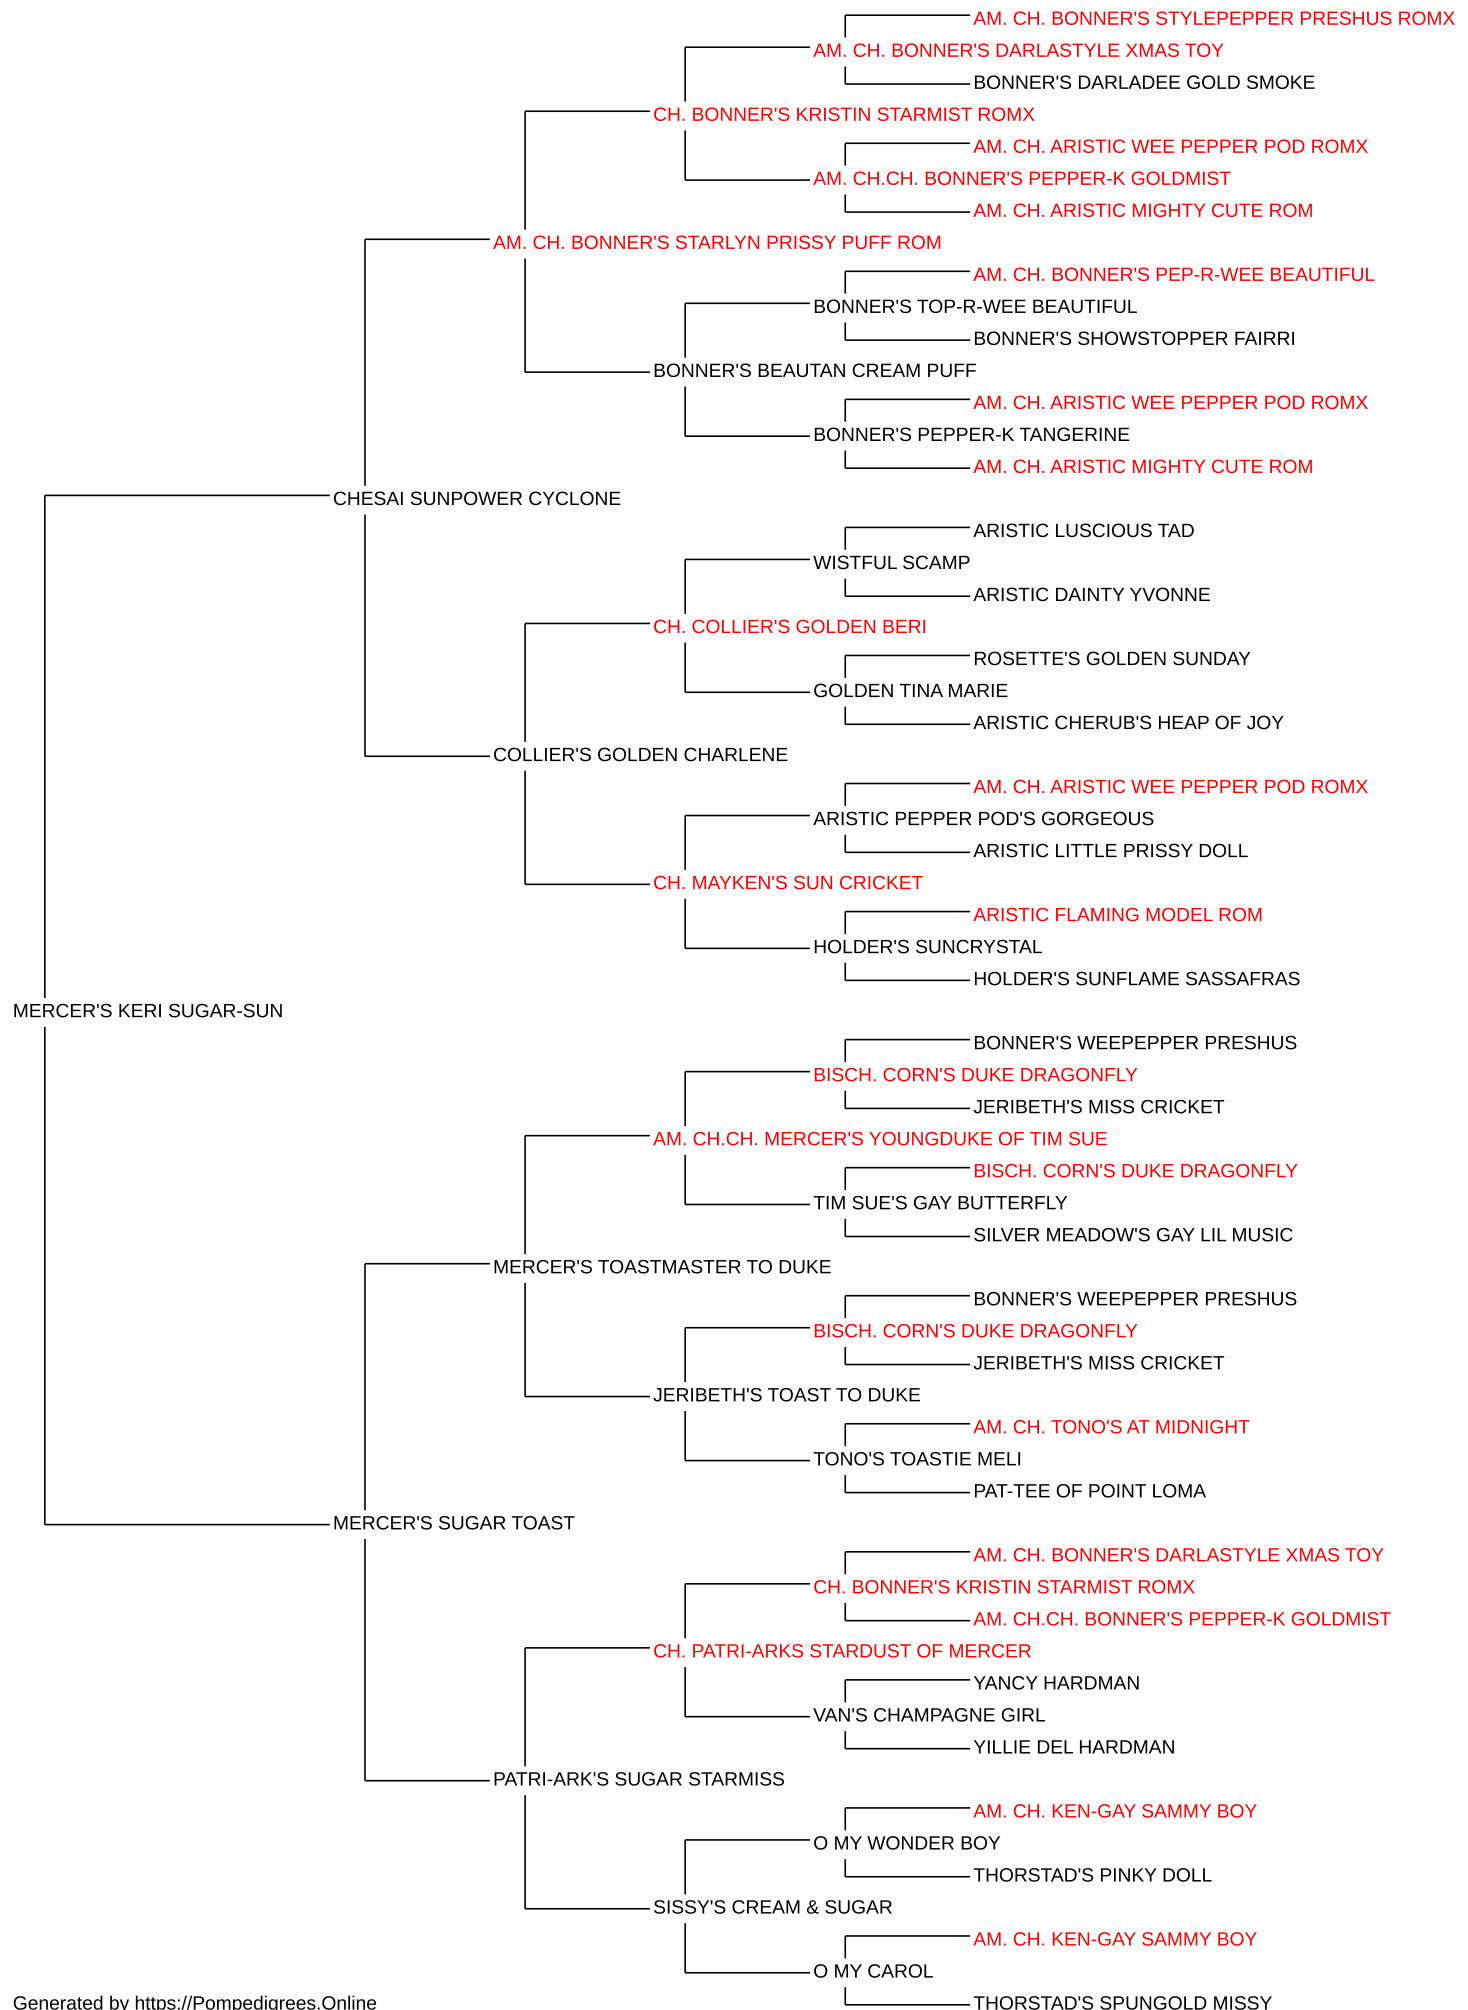 AM. CH. BONNER'S STYLEPEPPER PRESHUS ROMX
AM. CH. BONNER'S DARLASTYLE XMAS TOY
BONNER'S DARLADEE GOLD SMOKE
CH. BONNER'S KRISTIN STARMIST ROMX
AM. CH. ARISTIC WEE PEPPER POD ROMX
AM. CH.CH. BONNER'S PEPPER-K GOLDMIST
AM. CH. ARISTIC MIGHTY CUTE ROM
AM. CH. BONNER'S STARLYN PRISSY PUFF ROM
AM. CH. BONNER'S PEP-R-WEE BEAUTIFUL
BONNER'S TOP-R-WEE BEAUTIFUL
BONNER'S SHOWSTOPPER FAIRRI
BONNER'S BEAUTAN CREAM PUFF
AM. CH. ARISTIC WEE PEPPER POD ROMX
BONNER'S PEPPER-K TANGERINE
AM. CH. ARISTIC MIGHTY CUTE ROM
CHESAI SUNPOWER CYCLONE
ARISTIC LUSCIOUS TAD
WISTFUL SCAMP
ARISTIC DAINTY YVONNE
CH. COLLIER'S GOLDEN BERI
ROSETTE'S GOLDEN SUNDAY
GOLDEN TINA MARIE
ARISTIC CHERUB'S HEAP OF JOY
COLLIER'S GOLDEN CHARLENE
AM. CH. ARISTIC WEE PEPPER POD ROMX
ARISTIC PEPPER POD'S GORGEOUS
ARISTIC LITTLE PRISSY DOLL
CH. MAYKEN'S SUN CRICKET
ARISTIC FLAMING MODEL ROM
HOLDER'S SUNCRYSTAL
HOLDER'S SUNFLAME SASSAFRAS
MERCER'S KERI SUGAR-SUN
BONNER'S WEEPEPPER PRESHUS
BISCH. CORN'S DUKE DRAGONFLY
JERIBETH'S MISS CRICKET
AM. CH.CH. MERCER'S YOUNGDUKE OF TIM SUE
BISCH. CORN'S DUKE DRAGONFLY
TIM SUE'S GAY BUTTERFLY
SILVER MEADOW'S GAY LIL MUSIC
MERCER'S TOASTMASTER TO DUKE
BONNER'S WEEPEPPER PRESHUS
BISCH. CORN'S DUKE DRAGONFLY
JERIBETH'S MISS CRICKET
JERIBETH'S TOAST TO DUKE
AM. CH. TONO'S AT MIDNIGHT
TONO'S TOASTIE MELI
PAT-TEE OF POINT LOMA
MERCER'S SUGAR TOAST
AM. CH. BONNER'S DARLASTYLE XMAS TOY
CH. BONNER'S KRISTIN STARMIST ROMX
AM. CH.CH. BONNER'S PEPPER-K GOLDMIST
CH. PATRI-ARKS STARDUST OF MERCER
YANCY HARDMAN
VAN'S CHAMPAGNE GIRL
YILLIE DEL HARDMAN
PATRI-ARK'S SUGAR STARMISS
AM. CH. KEN-GAY SAMMY BOY
O MY WONDER BOY
THORSTAD'S PINKY DOLL
SISSY'S CREAM & SUGAR
AM. CH. KEN-GAY SAMMY BOY
O MY CAROL
THORSTAD'S SPUNGOLD MISSY
Generated by https://Pompedigrees.Online